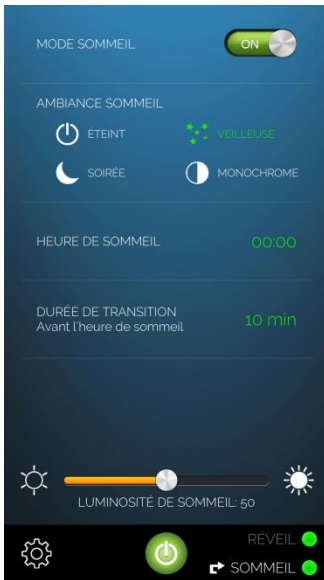 MODE SOMMEIL
ON
AMBIANCE SOMMEIL
ÉTEINT
VEILLEUSE
SOIRÉE
MONOCHROME
HEURE DE SOMMEIL
00:00
DURÉE DE TRANSITION
Avant l'heure de sommeil
10 min
LUMINOSITÉ DE SOMMEIL: 50
RÉVEIL
SOMMEIL